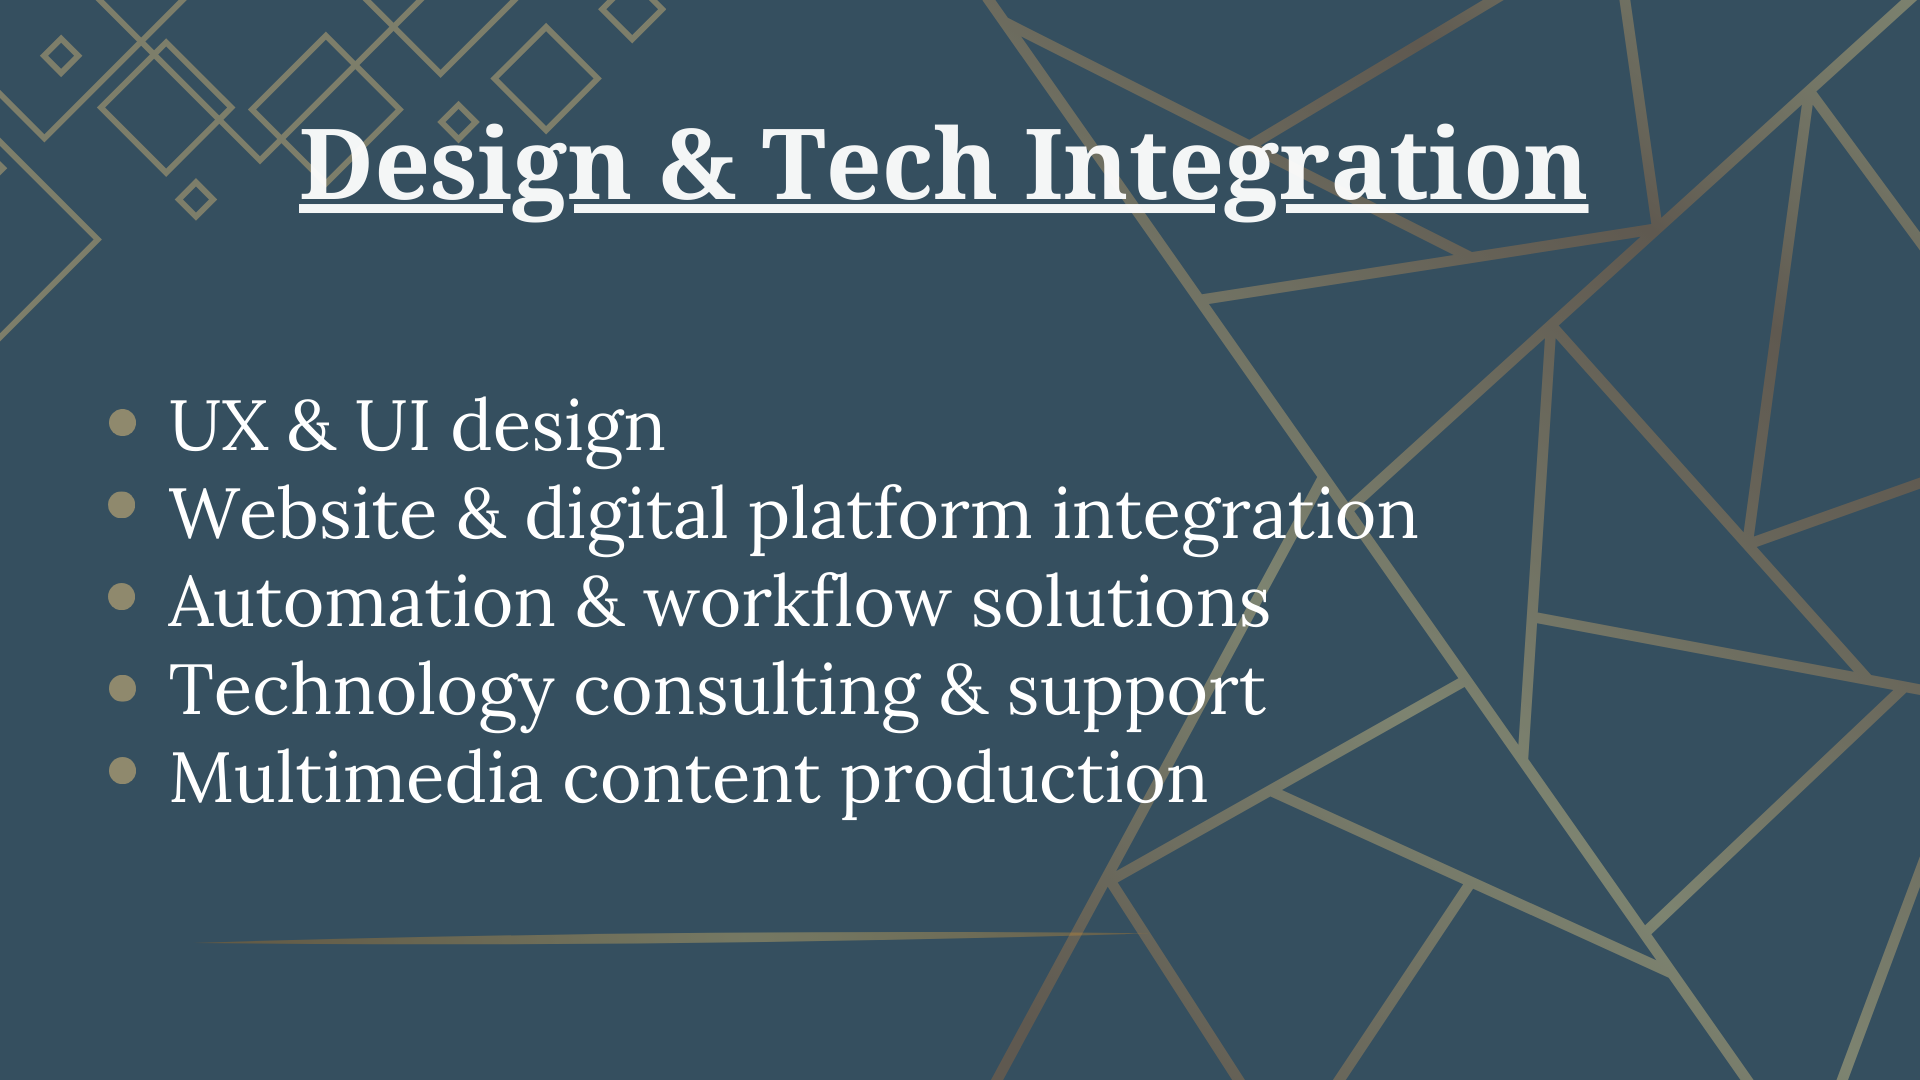 Design & Tech Integration
UX & UI design
Website & digital platform integration
Automation & workflow solutions
Technology consulting & support
Multimedia content production